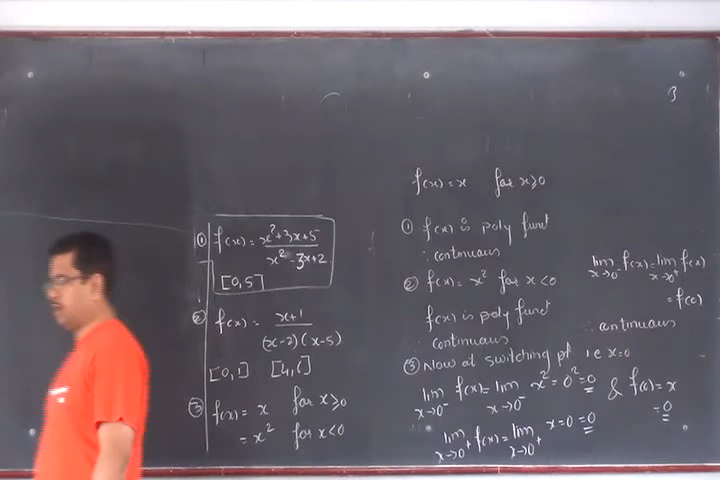 ① f(x) = x²+3x+5 / x²-3x+2
[0,5]
② f(x) = x+1 / (x-2)(x-5)
[0,1] [4,6]
③ f(x) = x for x≥0
= x² for x<0
f(x) = x for x≥0
① f(x) is poly funct
∴ continuous
② f(x) = x² for x<0
f(x) is poly funct
∴ continuous
③ Now at switching pt i.e x=0
lim x→0⁻ f(x) = lim x→0⁻ x² = 0² = 0 & f(x) = x
= 0
lim x→0⁺ f(x) = lim x→0⁺ x = 0 = 0
lim x→0⁻ f(x) = lim x→0⁺ f(x)
= f(0)
∴ continuous